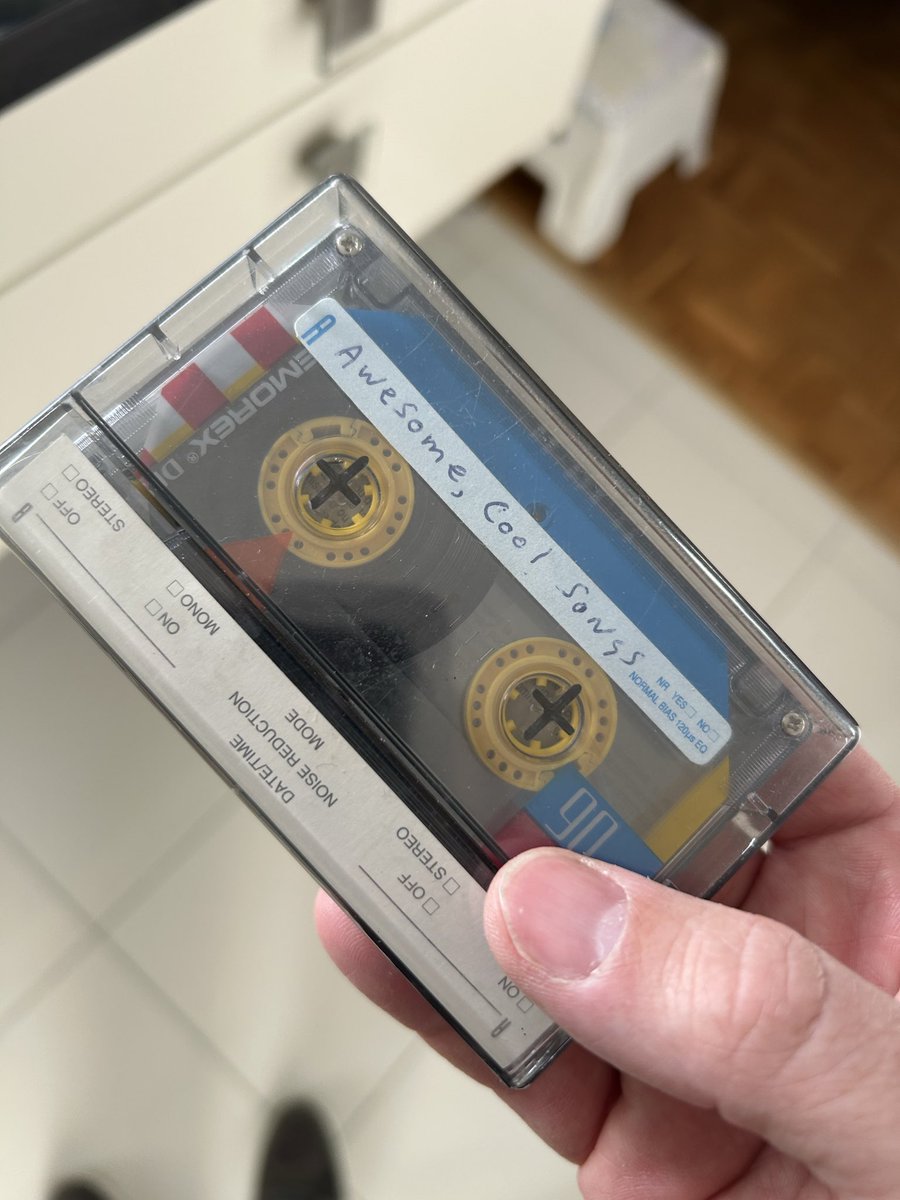 A
Awesome, Cool Songs
NR YES NO
NORMAL BIAS 120µs EQ
90
A
ON
OFF
STEREO
DATE/TIME
NOISE REDUCTION
MODE
ON
MONO
B
OFF
STEREO